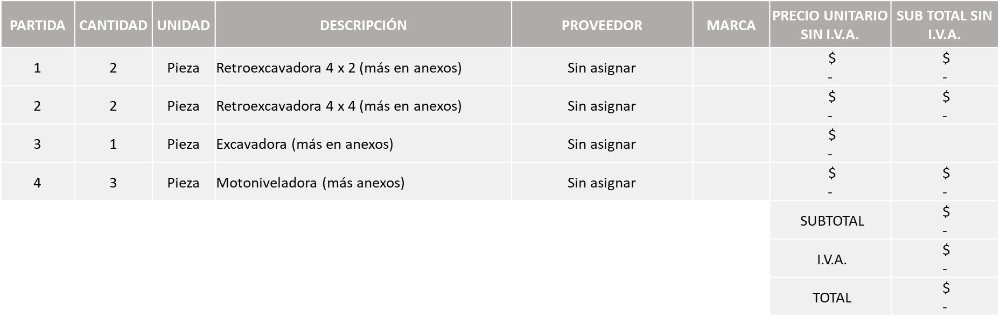 PARTIDA CANTIDAD UNIDAD DESCRIPCIÓN PROVEEDOR MARCA PRECIO UNITARIO SIN I.V.A. SUB TOTAL SIN I.V.A.
1 2 Pieza Retroexcavadora 4 x 2 (más en anexos) Sin asignar $ - $ -
2 2 Pieza Retroexcavadora 4 x 4 (más en anexos) Sin asignar $ - $ -
3 1 Pieza Excavadora (más en anexos) Sin asignar $ -
4 3 Pieza Motoniveladora (más anexos) Sin asignar $ - $ -
SUBTOTAL $ -
I.V.A. $ -
TOTAL $ -